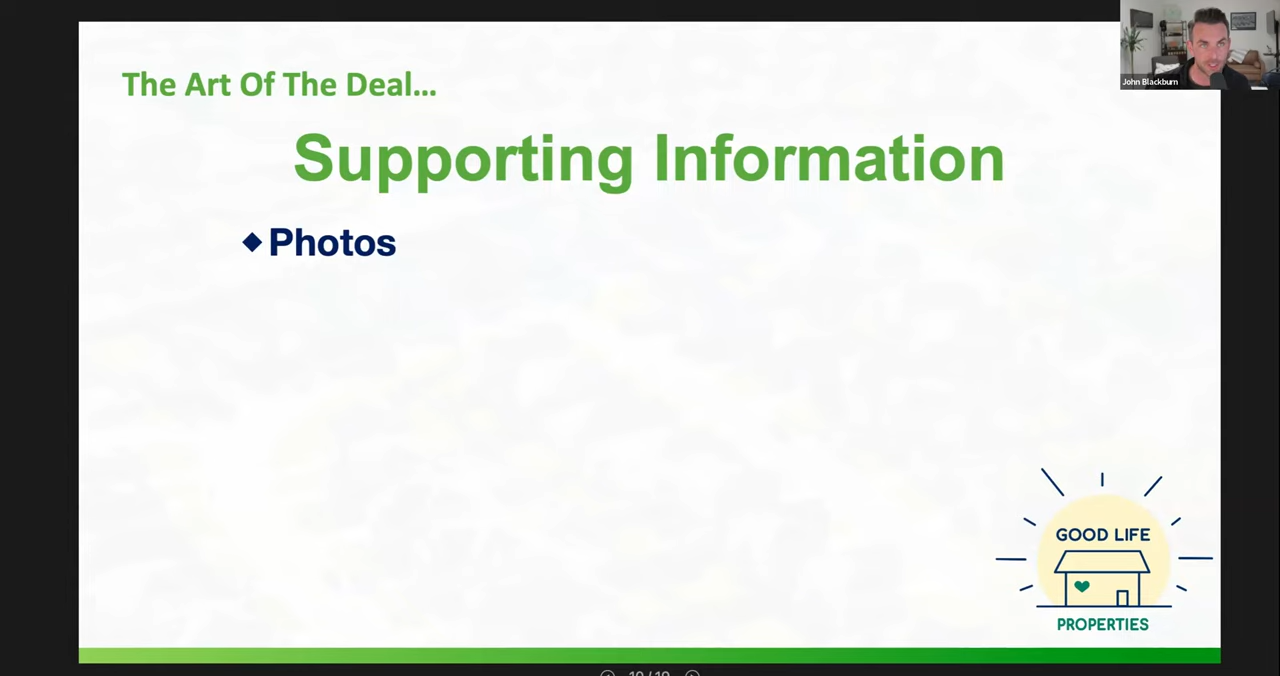 The Art Of The Deal...
John Blackburn
Supporting Information
Photos
GOOD LIFE
PROPERTIES